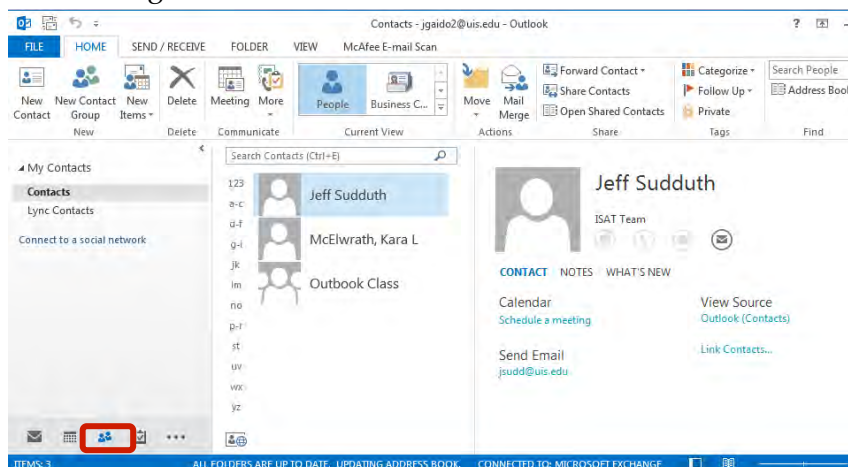 Contacts - jgaido2@uis.edu - Outlook
FILE HOME SEND / RECEIVE FOLDER VIEW McAfee E-mail Scan
New Contact
New Contact Group
New Items
Delete
Meeting
More
People
Business C...
Move
Mail Merge
Forward Contact
Share Contacts
Open Shared Contacts
Categorize
Follow Up
Private
Search People
Address Boo
New Delete Communicate Current View Actions Share Tags Find
My Contacts
Contacts
Lync Contacts
Connect to a social network
Search Contacts (Ctrl+E)
123
a-c
d-f
g-i
jk
lm
no
p-r
st
uv
wx
yz
Jeff Sudduth
McElwrath, Kara L
Outbook Class
Jeff Sudduth
ISAT Team
CONTACT NOTES WHAT'S NEW
Calendar
Schedule a meeting
Send Email
jsudd@uis.edu
View Source
Outlook (Contacts)
Link Contacts...
ITEMS: 3 ALL FOLDERS ARE UP TO DATE. UPDATING ADDRESS BOOK. CONNECTED TO: MICROSOFT EXCHANGE